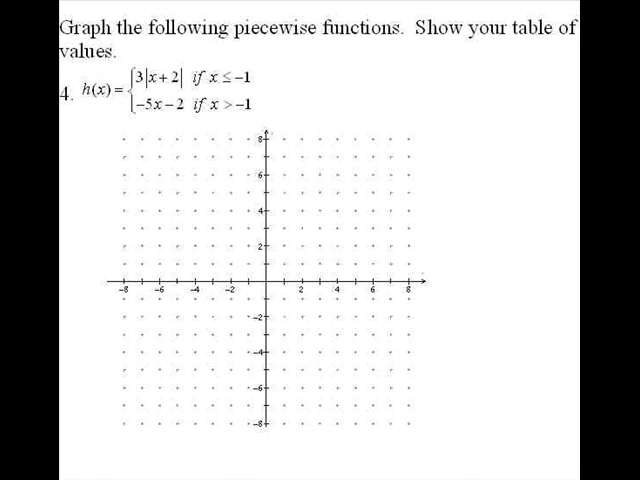 Graph the following piecewise functions. Show your table of
values.
4. h(x) = { 3|x + 2| if x ≤ -1
-5x - 2 if x > -1
8
6
4
2
-8 -6 -4 -2 2 4 6 8
-2
-4
-6
-8